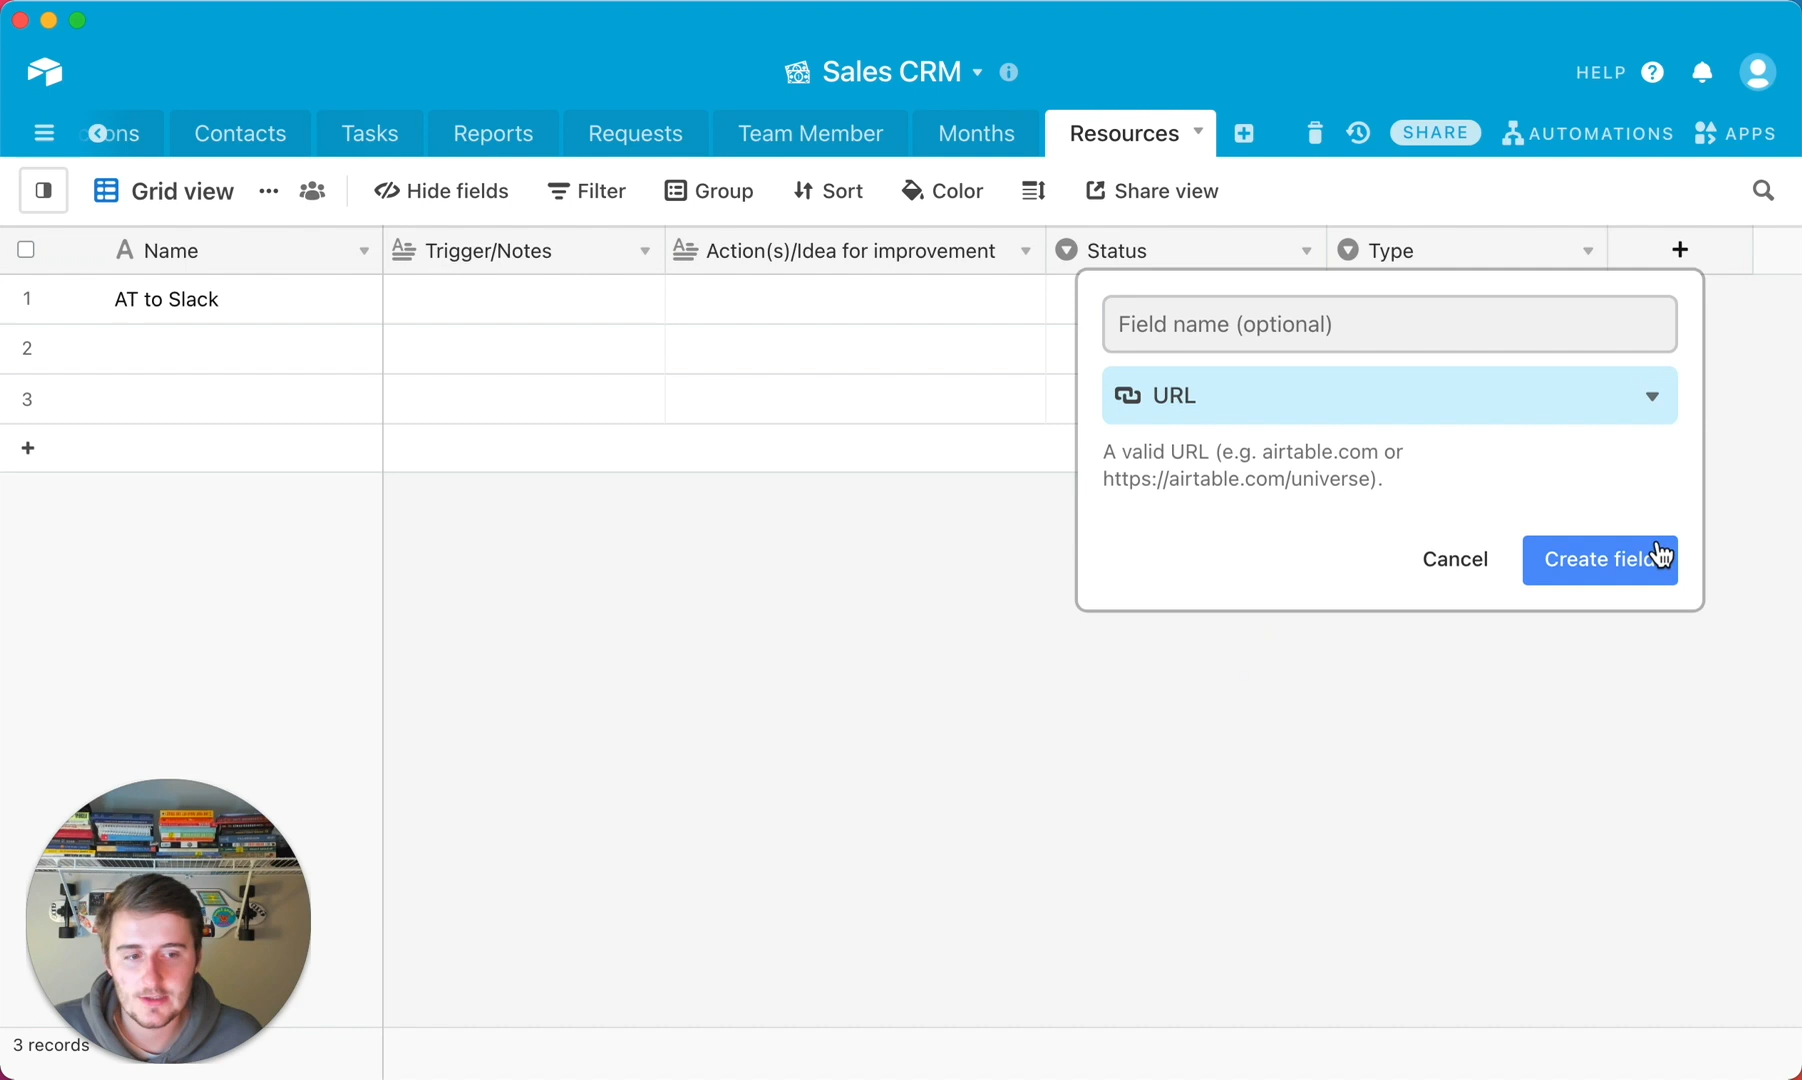 Sales CRM
HELP
ons
Contacts
Tasks
Reports
Requests
Team Member
Months
Resources
SHARE
AUTOMATIONS
APPS
Grid view
Hide fields
Filter
Group
Sort
Color
Share view
Name
Trigger/Notes
Action(s)/Idea for improvement
Status
Type
1
AT to Slack
2
3
Field name (optional)
URL
A valid URL (e.g. airtable.com or
https://airtable.com/universe).
Cancel
Create field
3 records